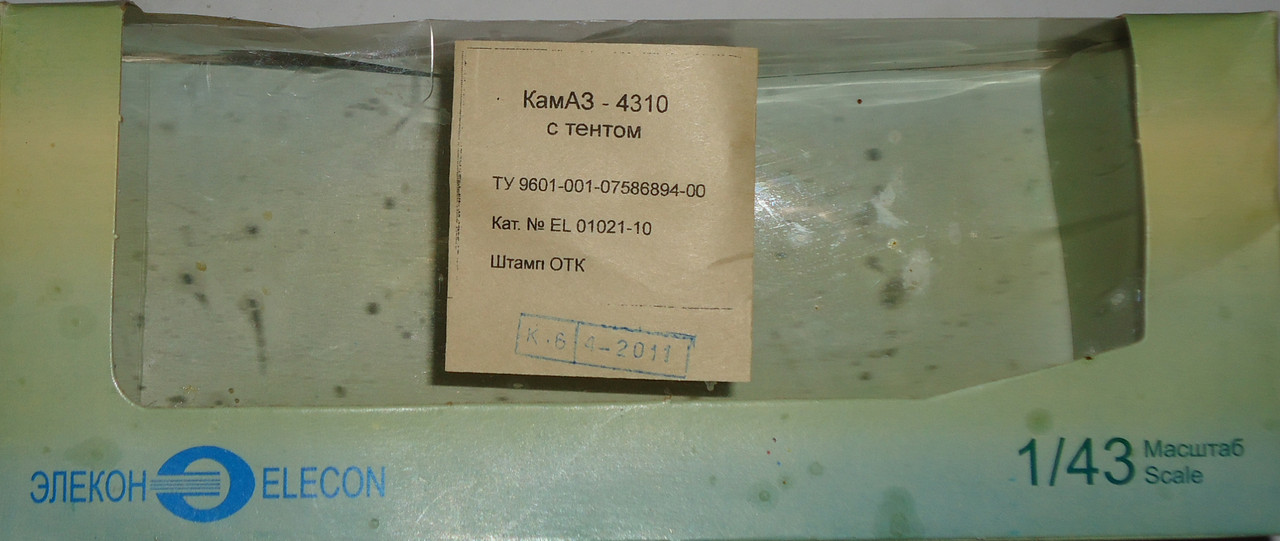 КамАЗ - 4310
с тентом
ТУ 9601-001-07586894-00
Кат. № EL 01021-10
Штамп ОТК
К.6 4-2011
ЭЛЕКОН ELECON
1/43 Масштаб
Scale